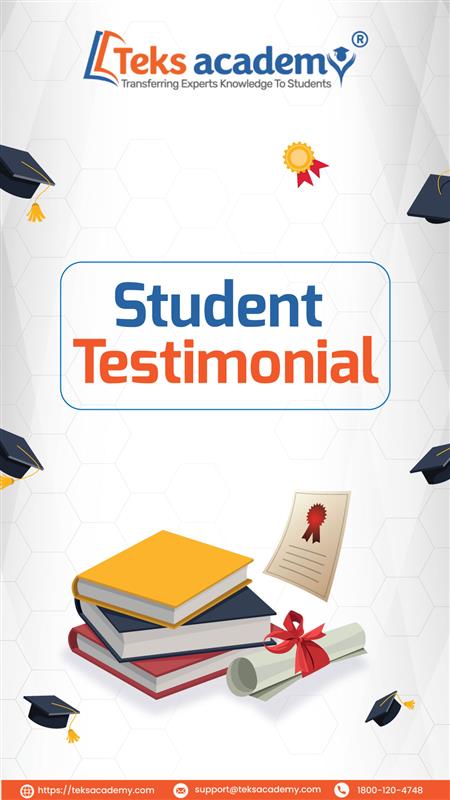 Teks academy®
Transferring Experts Knowledge To Students
Student
Testimonial
https://teksacademy.com support@teksacademy.com 1800-120-4748